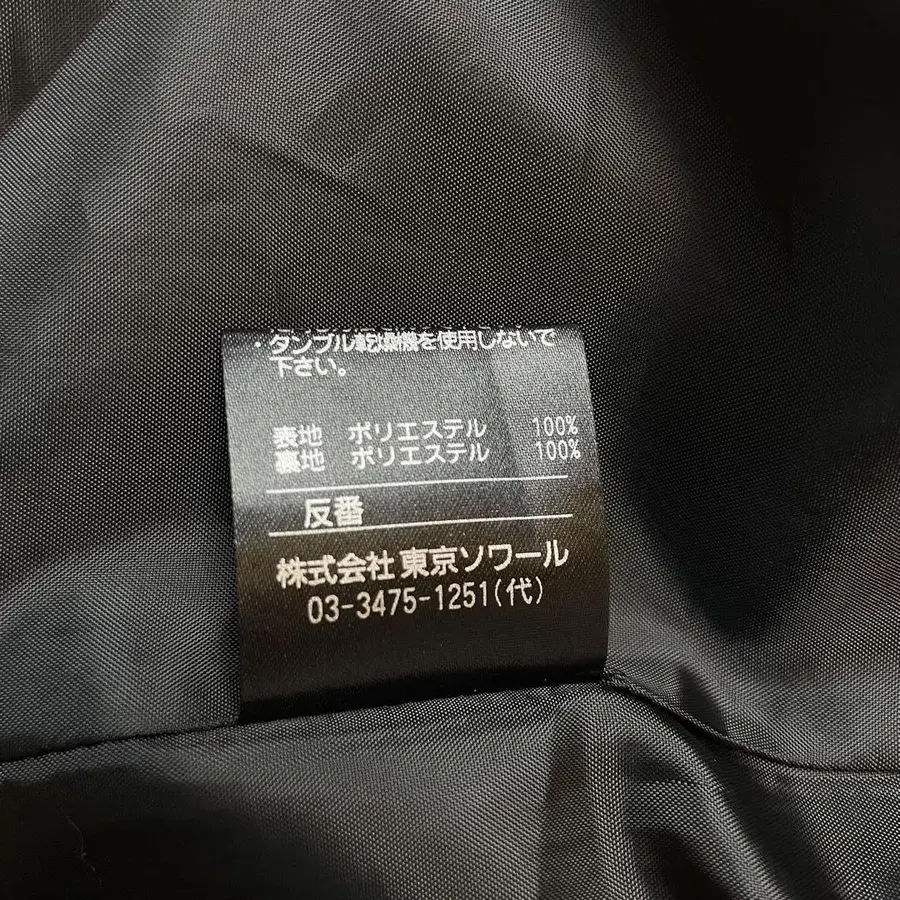 ・タンブル乾燥機を使用しないで
下さい。
表地 ポリエステル 100%
裏地 ポリエステル 100%
反番
株式会社 東京ソワール
03-3475-1251(代)